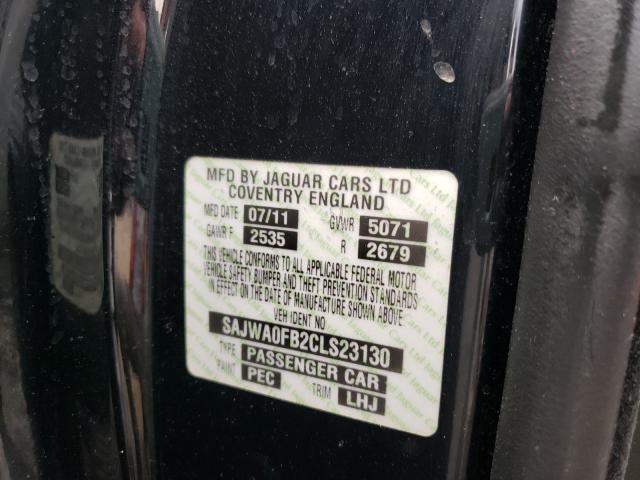 MFD BY JAGUAR CARS LTD
COVENTRY ENGLAND
MFD DATE 07/11 GVWR 5071
GAWR F 2535 R 2679
THIS VEHICLE CONFORMS TO ALL APPLICABLE FEDERAL MOTOR
VEHICLE SAFETY BUMPER AND THEFT PREVENTION STANDARDS
IN EFFECT ON THE DATE OF MANUFACTURE SHOWN ABOVE.
VEH IDENT NO
SAJWA0FB2CLS23130
TYPE PASSENGER CAR
PAINT PEC TRIM LHJ